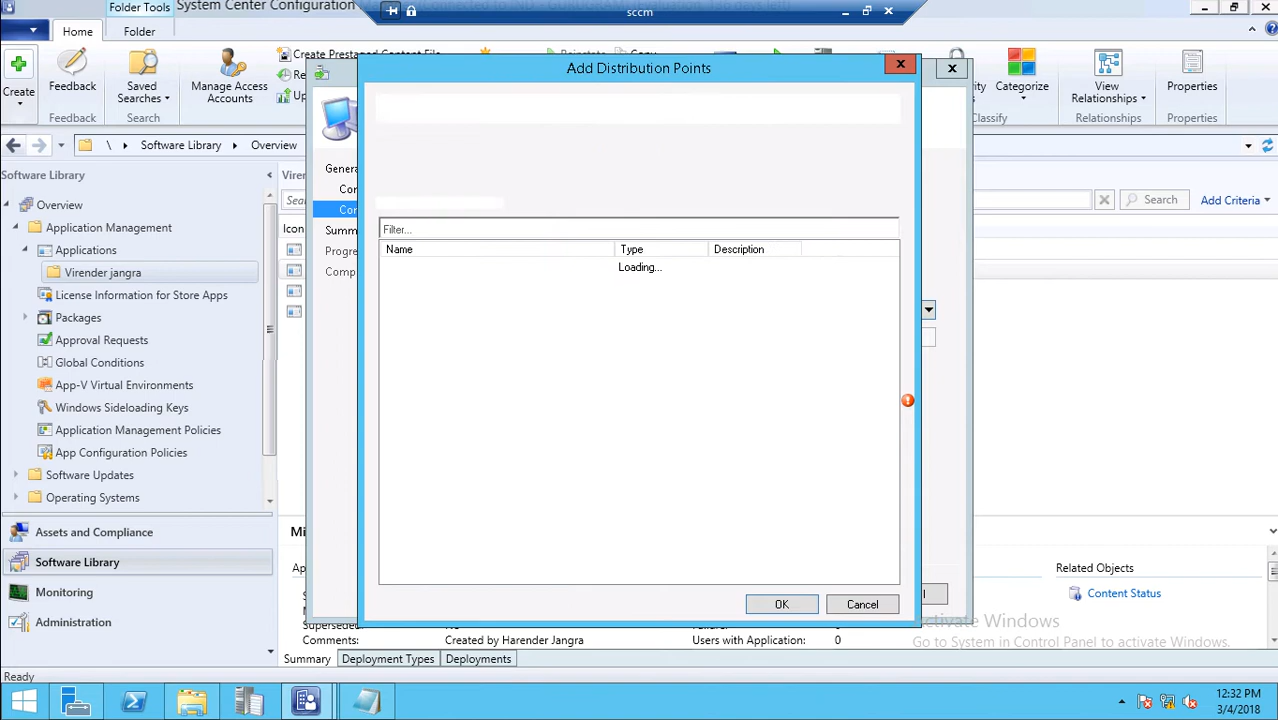 Folder Tools
System Center Configuration
sccm
Home
Folder
Create Prestaged Content File
Create
Feedback
Saved Searches
Manage Access Accounts
Copy
Categorize
View Relationships
Properties
Feedback
Search
Relationships
Properties
\ Software Library Overview
Software Library
Overview
Application Management
Applications
Virender jangra
License Information for Store Apps
Packages
Approval Requests
Global Conditions
App-V Virtual Environments
Windows Sideloading Keys
Application Management Policies
App Configuration Policies
Software Updates
Operating Systems
Assets and Compliance
Software Library
Monitoring
Administration
Icon
Search
Add Criteria
Add Distribution Points
Filter...
Name Type Description
Loading...
OK Cancel
Related Objects
Content Status
Comments: Created by Harender Jangra
Users with Application: 0
Activate Windows
Go to System in Control Panel to activate Windows.
Summary Deployment Types Deployments
Ready
12:32 PM
3/4/2018